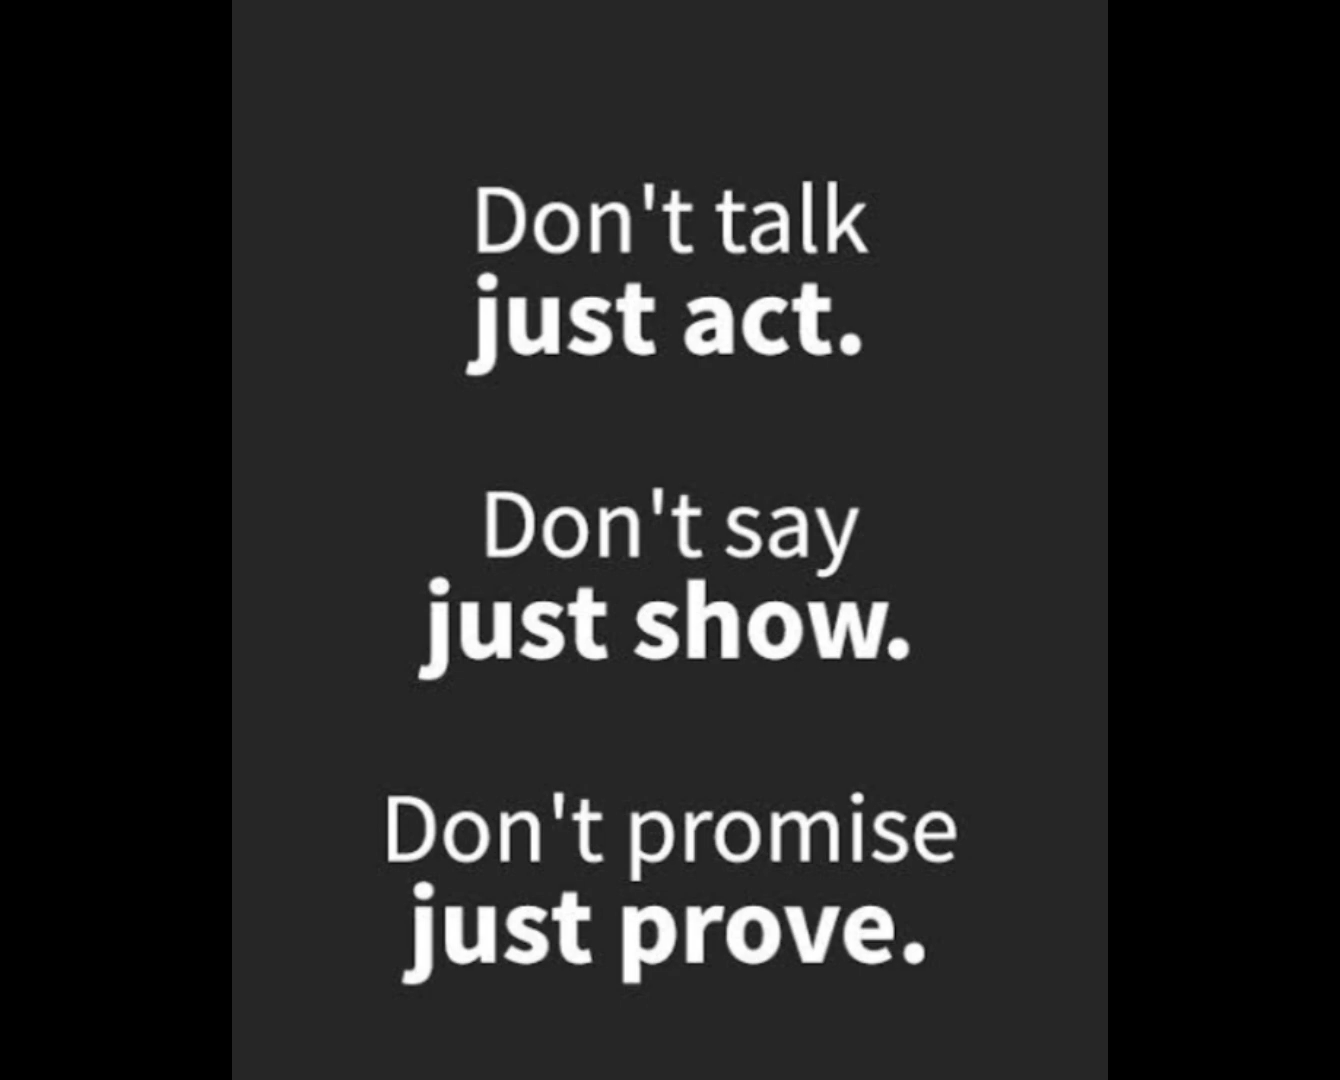 Don't talk
just act.
Don't say
just show.
Don't promise
just prove.